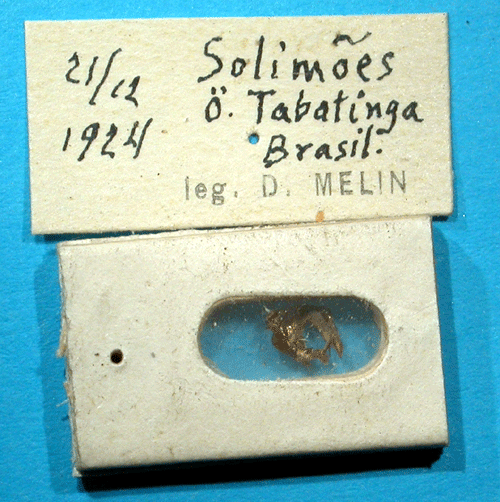 21/12
1924
Solimões
Ö. Tabatinga
Brasil.
leg. D. MELIN